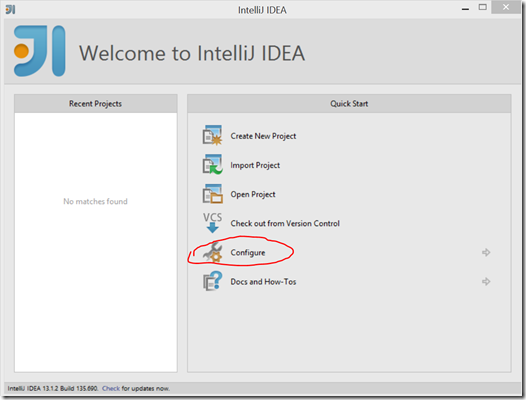 IntelliJ IDEA
Welcome to IntelliJ IDEA
Recent Projects
No matches found
Quick Start
Create New Project
Import Project
Open Project
VCS
Check out from Version Control
Configure
Docs and How-Tos
IntelliJ IDEA 13.1.2 Build 135.690. Check for updates now.